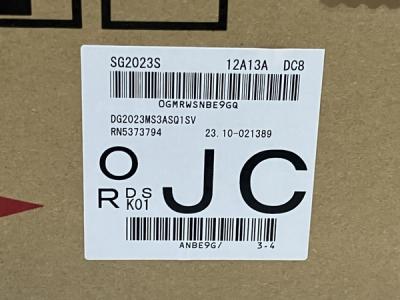 SG2023S 12A13A DC8
OGMRWSNBE9GQ
DG2023MS3ASQ1SV
RN5373794 23.10-021389
O JC
R DS
K01
ANBE9G/ 3-4